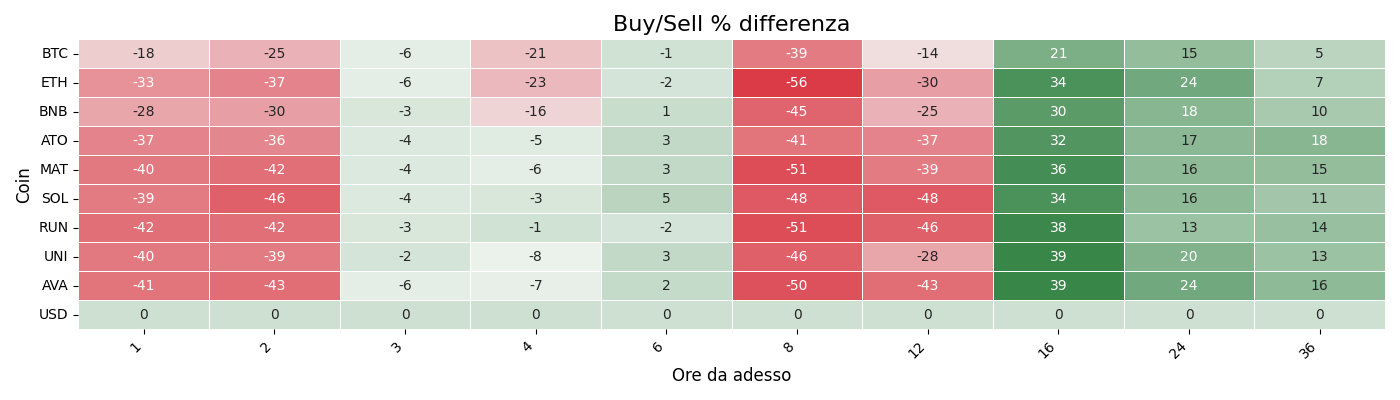 Buy/Sell % differenza
Coin
BTC -18 -25 -6 -21 -1 -39 -14 21 15 5
ETH -33 -37 -6 -23 -2 -56 -30 34 24 7
BNB -28 -30 -3 -16 1 -45 -25 30 18 10
ATO -37 -36 -4 -5 3 -41 -37 32 17 18
MAT -40 -42 -4 -6 3 -51 -39 36 16 15
SOL -39 -46 -4 -3 5 -48 -48 34 16 11
RUN -42 -42 -3 -1 -2 -51 -46 38 13 14
UNI -40 -39 -2 -8 3 -46 -28 39 20 13
AVA -41 -43 -6 -7 2 -50 -43 39 24 16
USD 0 0 0 0 0 0 0 0 0 0
1 2 3 4 6 8 12 16 24 36
Ore da adesso